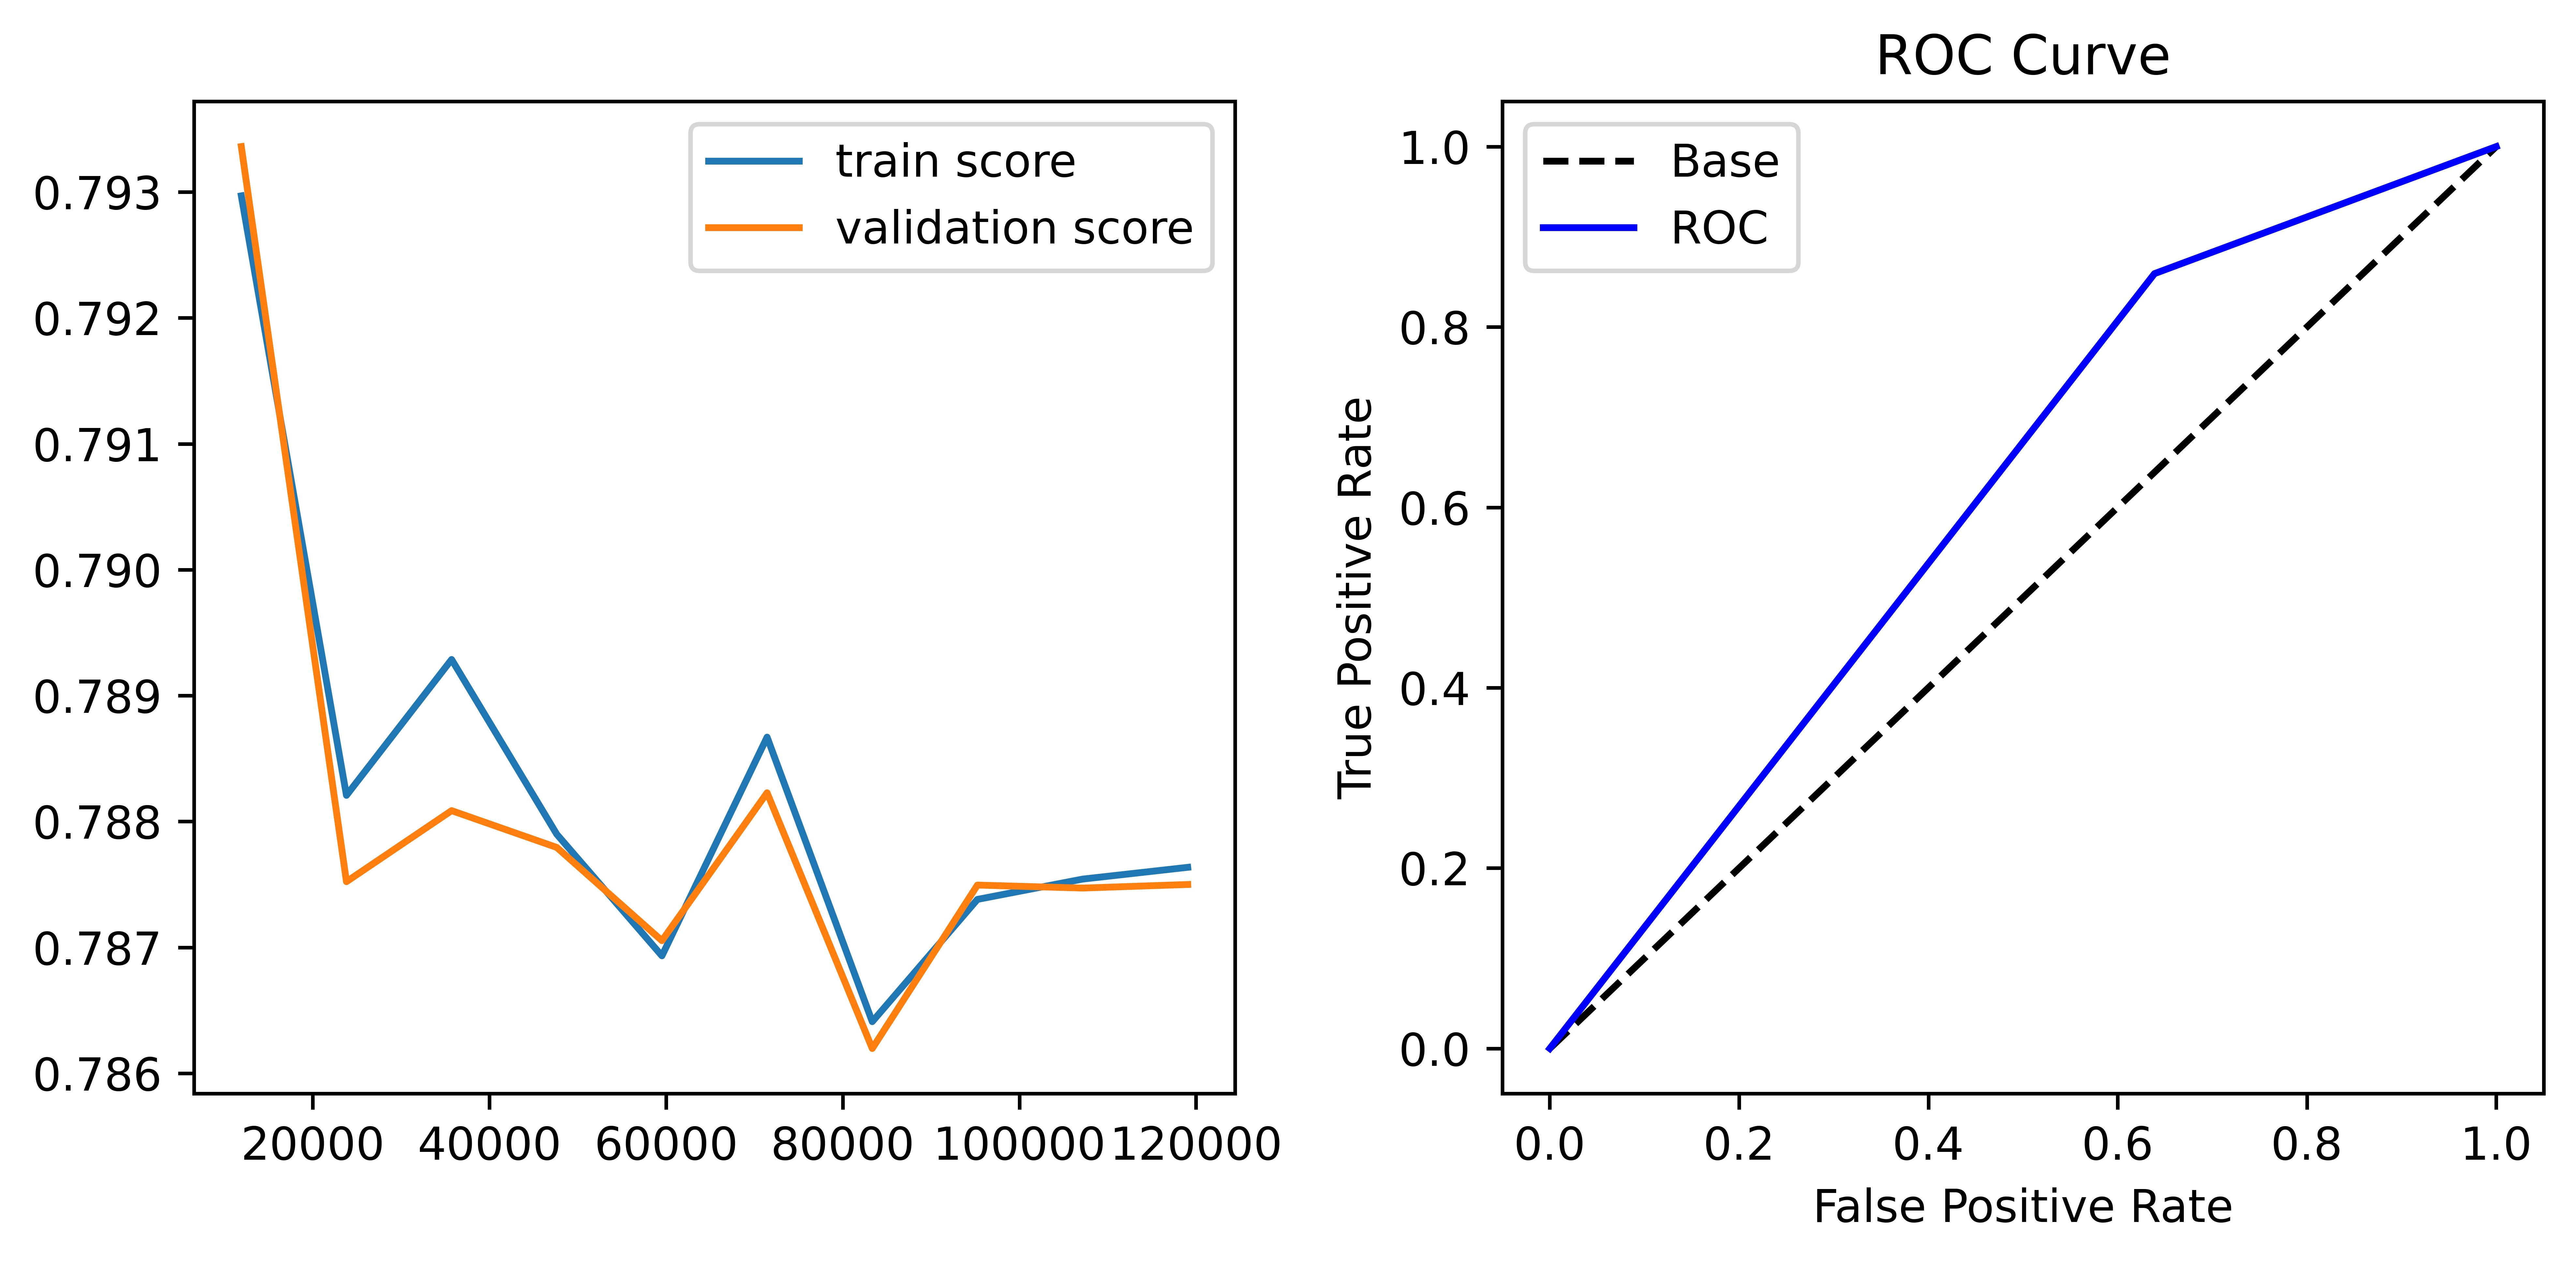 train score
validation score
0.793
0.792
0.791
0.790
0.789
0.788
0.787
0.786
20000 40000 60000 80000 100000 120000
ROC Curve
Base
ROC
True Positive Rate
1.0
0.8
0.6
0.4
0.2
0.0
0.0 0.2 0.4 0.6 0.8 1.0
False Positive Rate